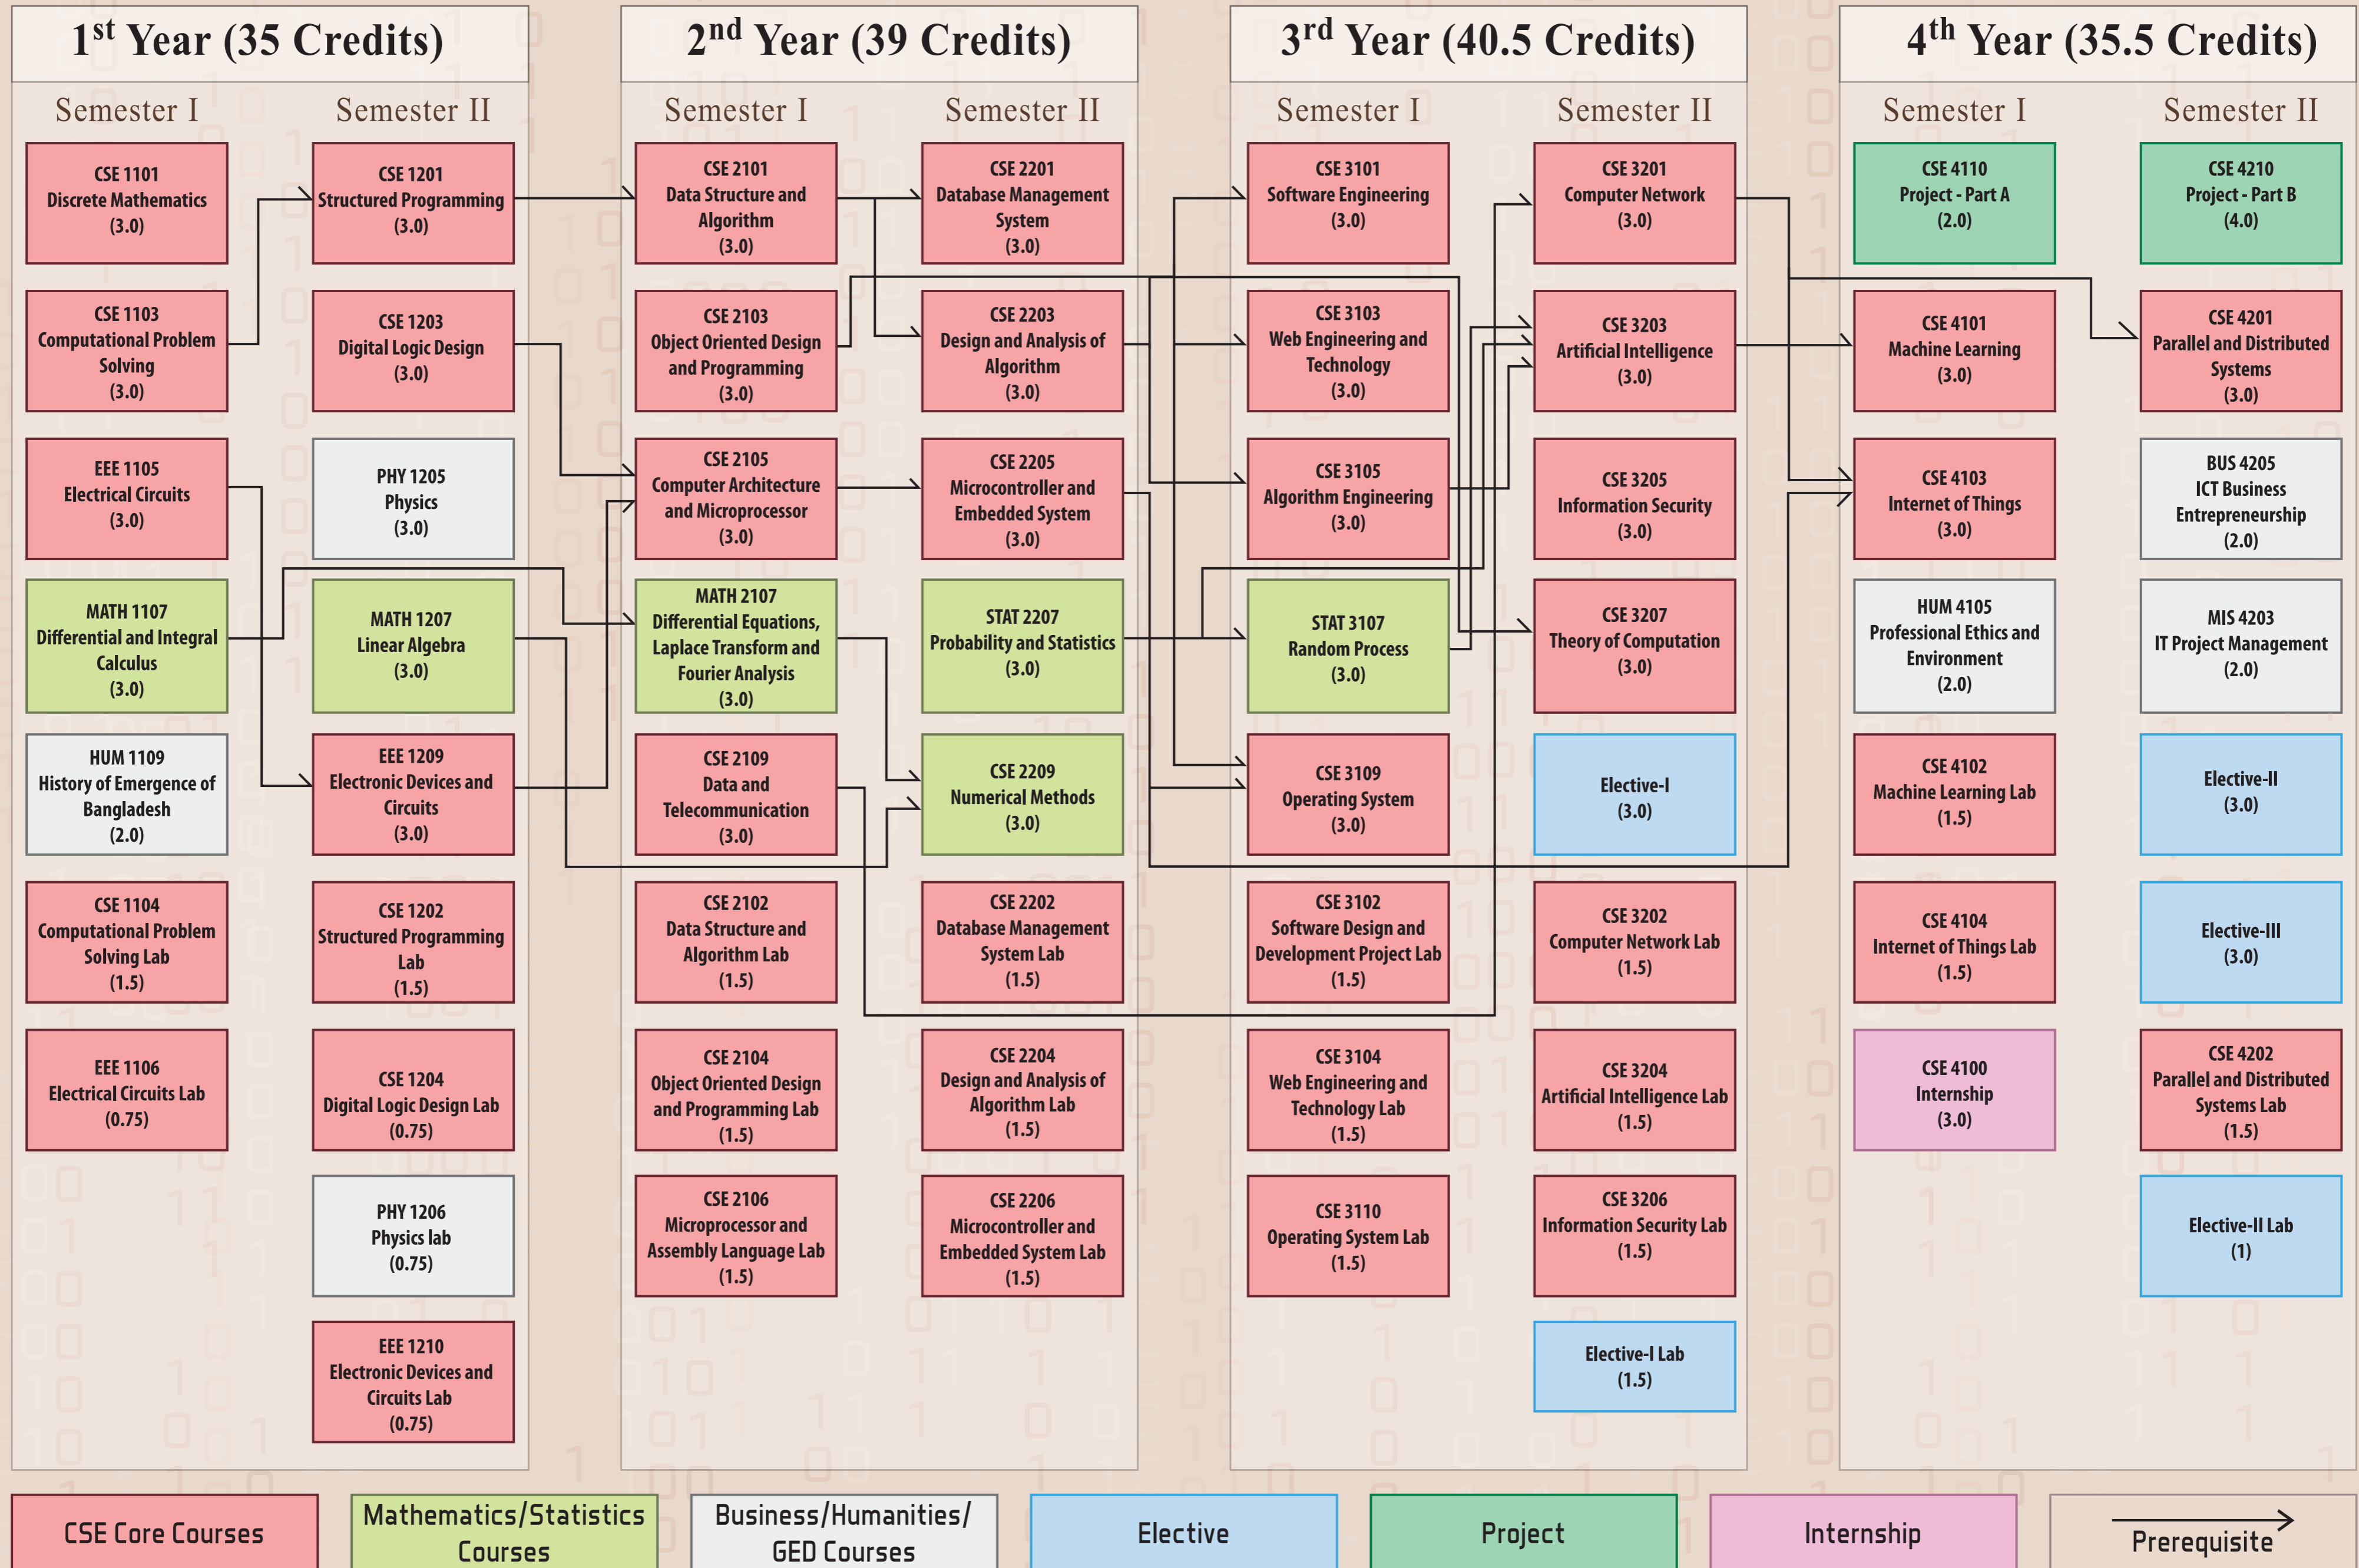 1st Year (35 Credits)
Semester I
Semester II
CSE 1101
Discrete Mathematics
(3.0)
CSE 1103
Computational Problem
Solving
(3.0)
EEE 1105
Electrical Circuits
(3.0)
MATH 1107
Differential and Integral
Calculus
(3.0)
HUM 1109
History of Emergence of
Bangladesh
(2.0)
CSE 1104
Computational Problem
Solving Lab
(1.5)
EEE 1106
Electrical Circuits Lab
(0.75)
CSE 1201
Structured Programming
(3.0)
CSE 1203
Digital Logic Design
(3.0)
PHY 1205
Physics
(3.0)
MATH 1207
Linear Algebra
(3.0)
EEE 1209
Electronic Devices and
Circuits
(3.0)
CSE 1202
Structured Programming
Lab
(1.5)
CSE 1204
Digital Logic Design Lab
(0.75)
PHY 1206
Physics lab
(0.75)
EEE 1210
Electronic Devices and
Circuits Lab
(0.75)
2nd Year (39 Credits)
Semester I
Semester II
CSE 2101
Data Structure and
Algorithm
(3.0)
CSE 2103
Object Oriented Design
and Programming
(3.0)
CSE 2105
Computer Architecture
and Microprocessor
(3.0)
MATH 2107
Differential Equations,
Laplace Transform and
Fourier Analysis
(3.0)
CSE 2109
Data and
Telecommunication
(3.0)
CSE 2102
Data Structure and
Algorithm Lab
(1.5)
CSE 2104
Object Oriented Design
and Programming Lab
(1.5)
CSE 2106
Microprocessor and
Assembly Language Lab
(1.5)
CSE 2201
Database Management
System
(3.0)
CSE 2203
Design and Analysis of
Algorithm
(3.0)
CSE 2205
Microcontroller and
Embedded System
(3.0)
STAT 2207
Probability and Statistics
(3.0)
CSE 2209
Numerical Methods
(3.0)
CSE 2202
Database Management
System Lab
(1.5)
CSE 2204
Design and Analysis of
Algorithm Lab
(1.5)
CSE 2206
Microcontroller and
Embedded System Lab
(1.5)
3rd Year (40.5 Credits)
Semester I
Semester II
CSE 3101
Software Engineering
(3.0)
CSE 3103
Web Engineering and
Technology
(3.0)
CSE 3105
Algorithm Engineering
(3.0)
STAT 3107
Random Process
(3.0)
CSE 3109
Operating System
(3.0)
CSE 3102
Software Design and
Development Project Lab
(1.5)
CSE 3104
Web Engineering and
Technology Lab
(1.5)
CSE 3110
Operating System Lab
(1.5)
CSE 3201
Computer Network
(3.0)
CSE 3203
Artificial Intelligence
(3.0)
CSE 3205
Information Security
(3.0)
CSE 3207
Theory of Computation
(3.0)
Elective-I
(3.0)
CSE 3202
Computer Network Lab
(1.5)
CSE 3204
Artificial Intelligence Lab
(1.5)
CSE 3206
Information Security Lab
(1.5)
Elective-I Lab
(1.5)
4th Year (35.5 Credits)
Semester I
Semester II
CSE 4110
Project - Part A
(2.0)
CSE 4101
Machine Learning
(3.0)
CSE 4103
Internet of Things
(3.0)
HUM 4105
Professional Ethics and
Environment
(2.0)
CSE 4102
Machine Learning Lab
(1.5)
CSE 4104
Internet of Things Lab
(1.5)
CSE 4100
Internship
(3.0)
CSE 4210
Project - Part B
(4.0)
CSE 4201
Parallel and Distributed
Systems
(3.0)
BUS 4205
ICT Business
Entrepreneurship
(2.0)
MIS 4203
IT Project Management
(2.0)
Elective-II
(3.0)
Elective-III
(3.0)
CSE 4202
Parallel and Distributed
Systems Lab
(1.5)
Elective-II Lab
(1)
CSE Core Courses
Mathematics/Statistics
Courses
Business/Humanities/
GED Courses
Elective
Project
Internship
Prerequisite